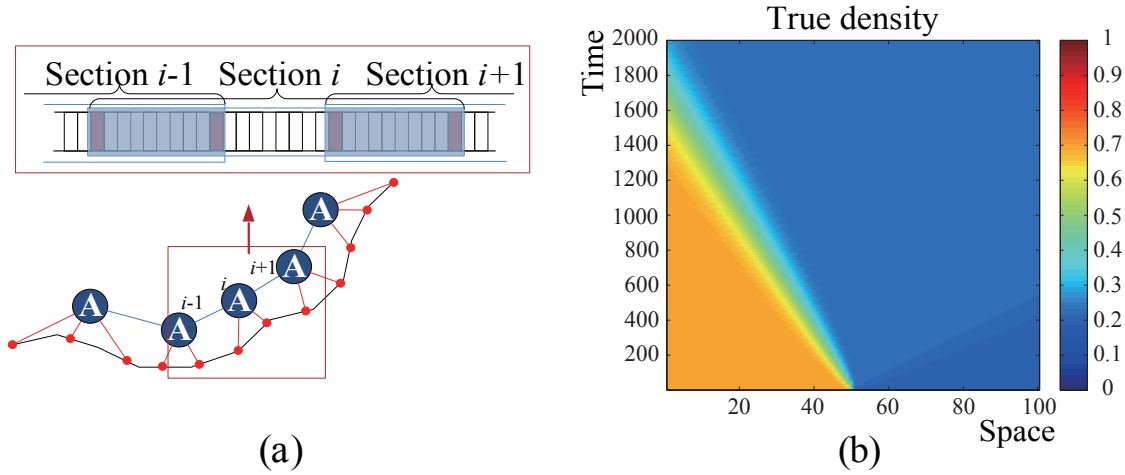 Section i-1 Section i Section i+1
A
i+1 A
i A
i-1
A A
(a)
True density
Time
2000
1800
1600
1400
1200
1000
800
600
400
200
20 40 60 80 100
Space
1
0.9
0.8
0.7
0.6
0.5
0.4
0.3
0.2
0.1
0
(b)